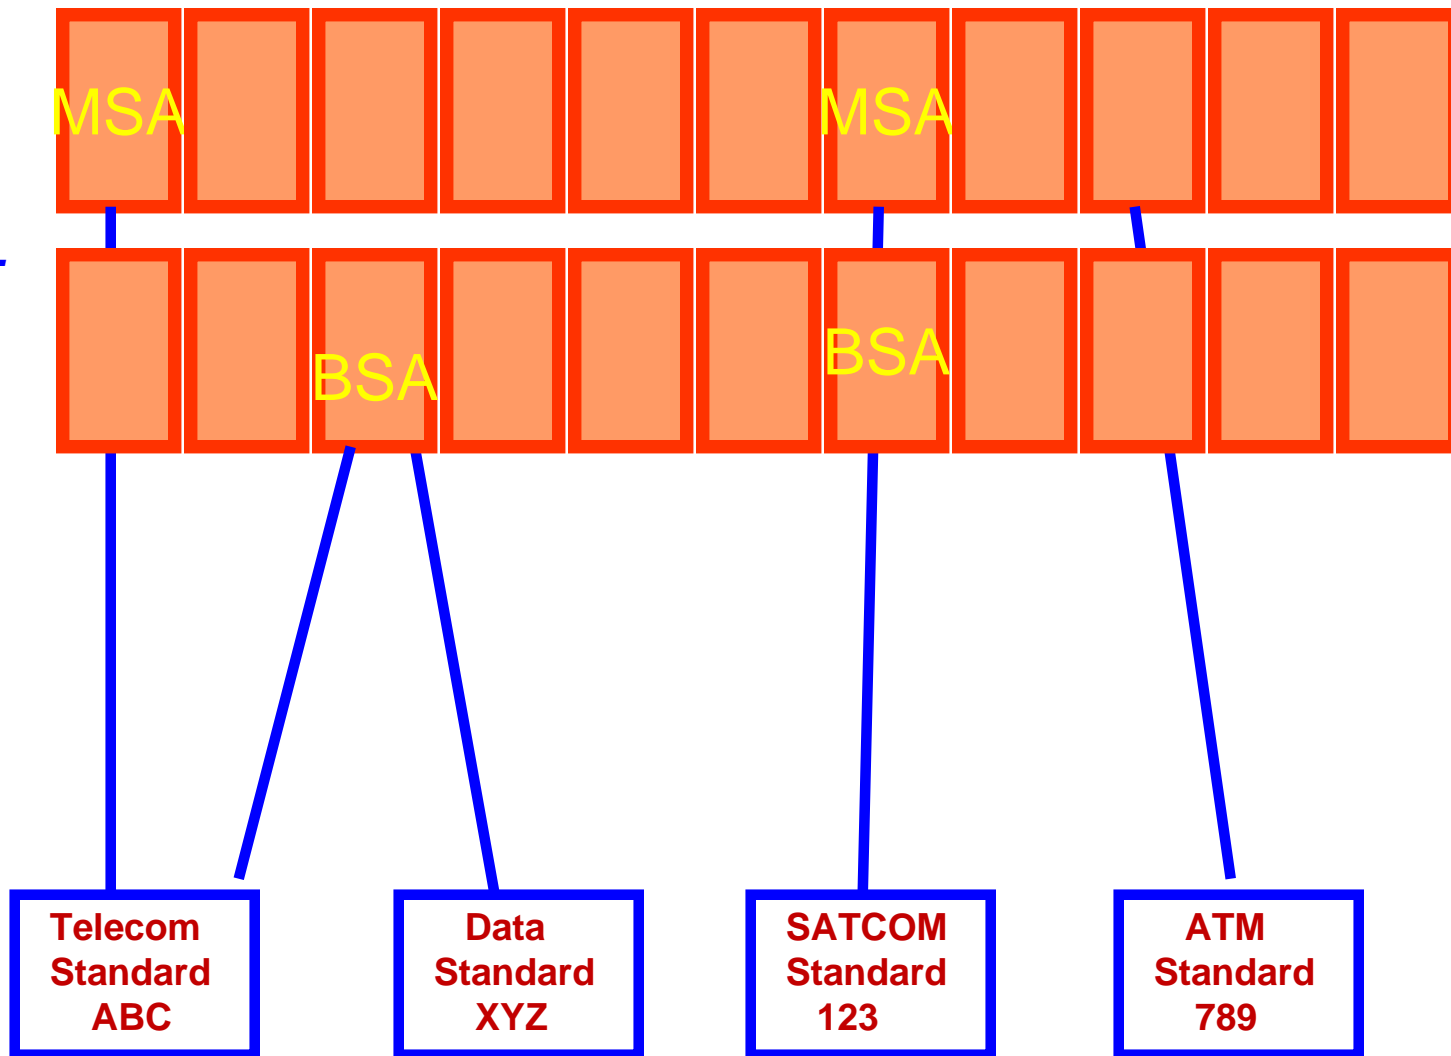 MSA
MSA
BSA
BSA
Telecom
Standard
ABC
Data
Standard
XYZ
SATCOM
Standard
123
ATM
Standard
789